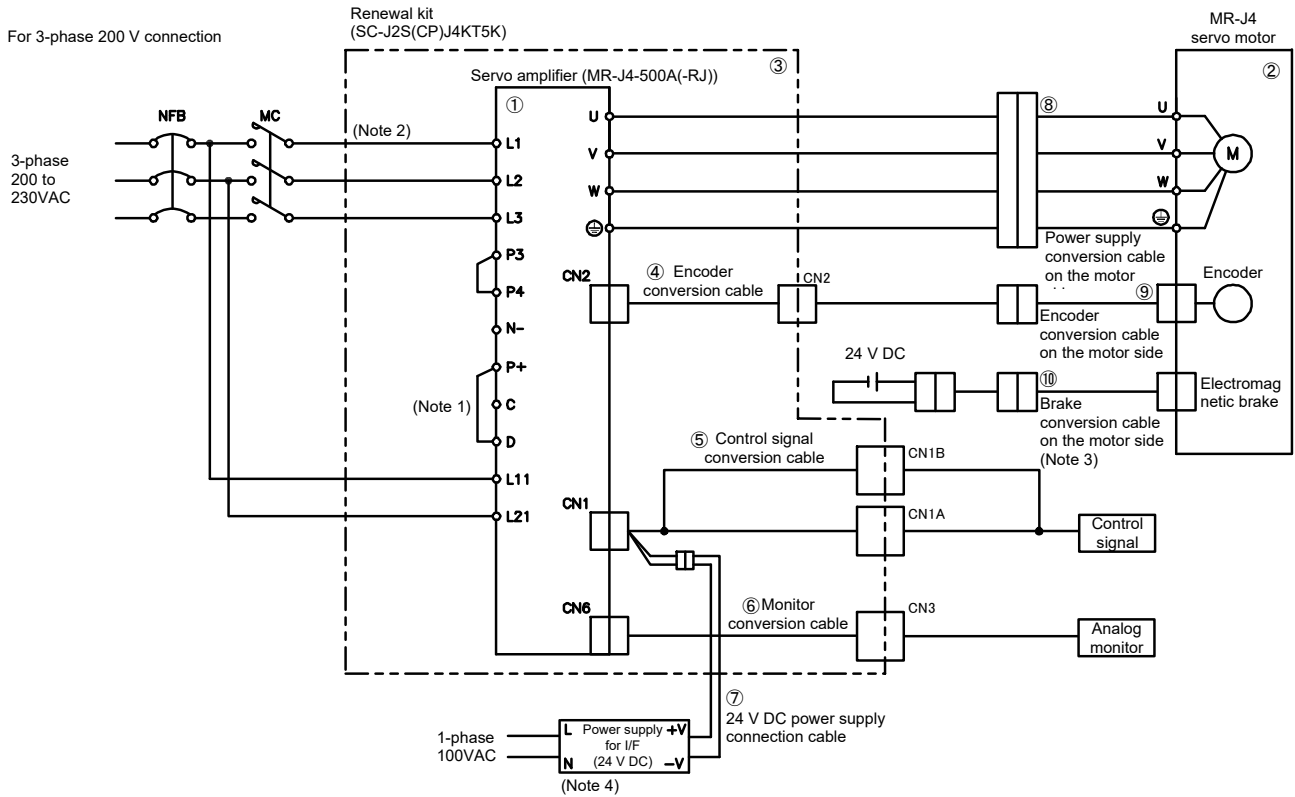 Renewal kit
(SC-J2S(CP)J4KT5K)
For 3-phase 200 V connection
MR-J4
servo motor
Servo amplifier (MR-J4-500A(-RJ))
③
②
①
⑧
NFB
MC
(Note 2)
3-phase
200 to
230VAC
L1
L2
L3
P3
P4
N-
P+
C
D
L11
L21
(Note 1)
U
V
W
CN2
④ Encoder
conversion cable
CN2
U
V
W
M
Power supply
conversion cable
on the motor
⑨
Encoder
Encoder
conversion cable
on the motor side
24 V DC
⑩
Brake
conversion cable
on the motor side
(Note 3)
Electromag
netic brake
⑤ Control signal
conversion cable
CN1B
CN1
CN1A
Control
signal
CN6
⑥ Monitor
conversion cable
CN3
Analog
monitor
⑦
24 V DC power supply
connection cable
1-phase
100VAC
L
N
Power supply
for I/F
(24 V DC)
+V
−V
(Note 4)